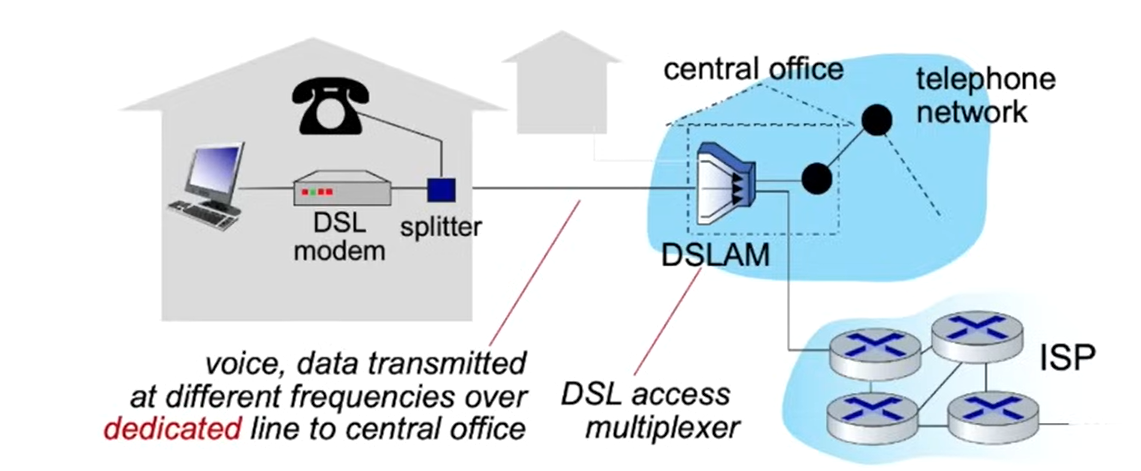 central office
telephone
network
DSL
modem
splitter
DSLAM
voice, data transmitted
at different frequencies over
dedicated line to central office
DSL access
multiplexer
ISP